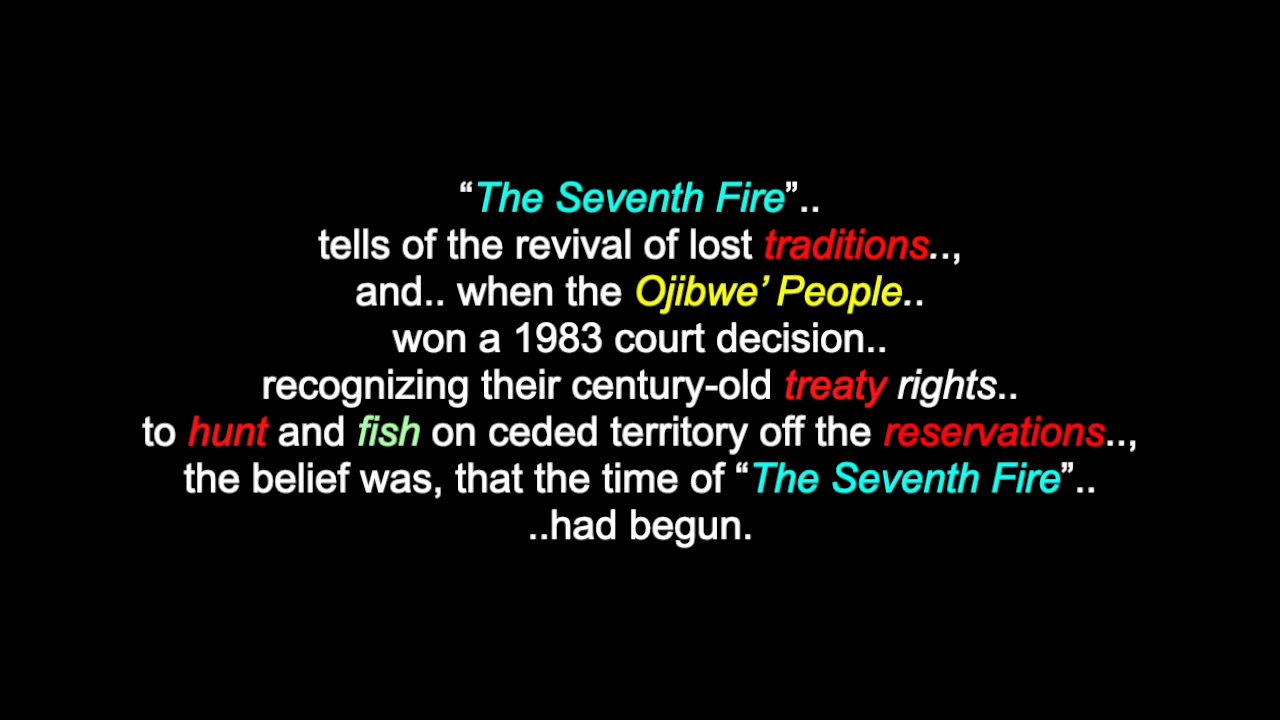 “The Seventh Fire”..
tells of the revival of lost traditions..,
and.. when the Ojibwe’ People..
won a 1983 court decision..
recognizing their century-old treaty rights..
to hunt and fish on ceded territory off the reservations..,
the belief was, that the time of “The Seventh Fire”..
..had begun.